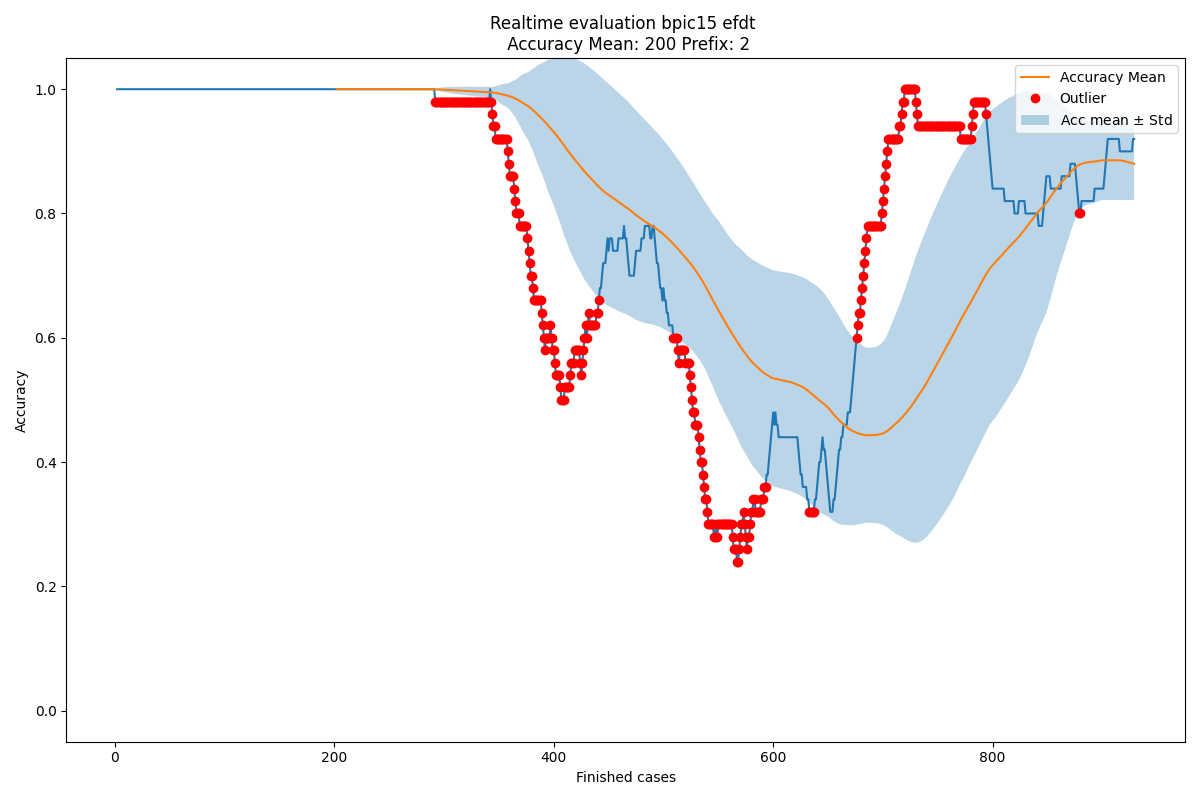 Realtime evaluation bpic15 efdt
Accuracy Mean: 200 Prefix: 2
Accuracy Mean
Outlier
Acc mean ± Std
Accuracy
1.0
0.8
0.6
0.4
0.2
0.0
0 200 400 600 800
Finished cases